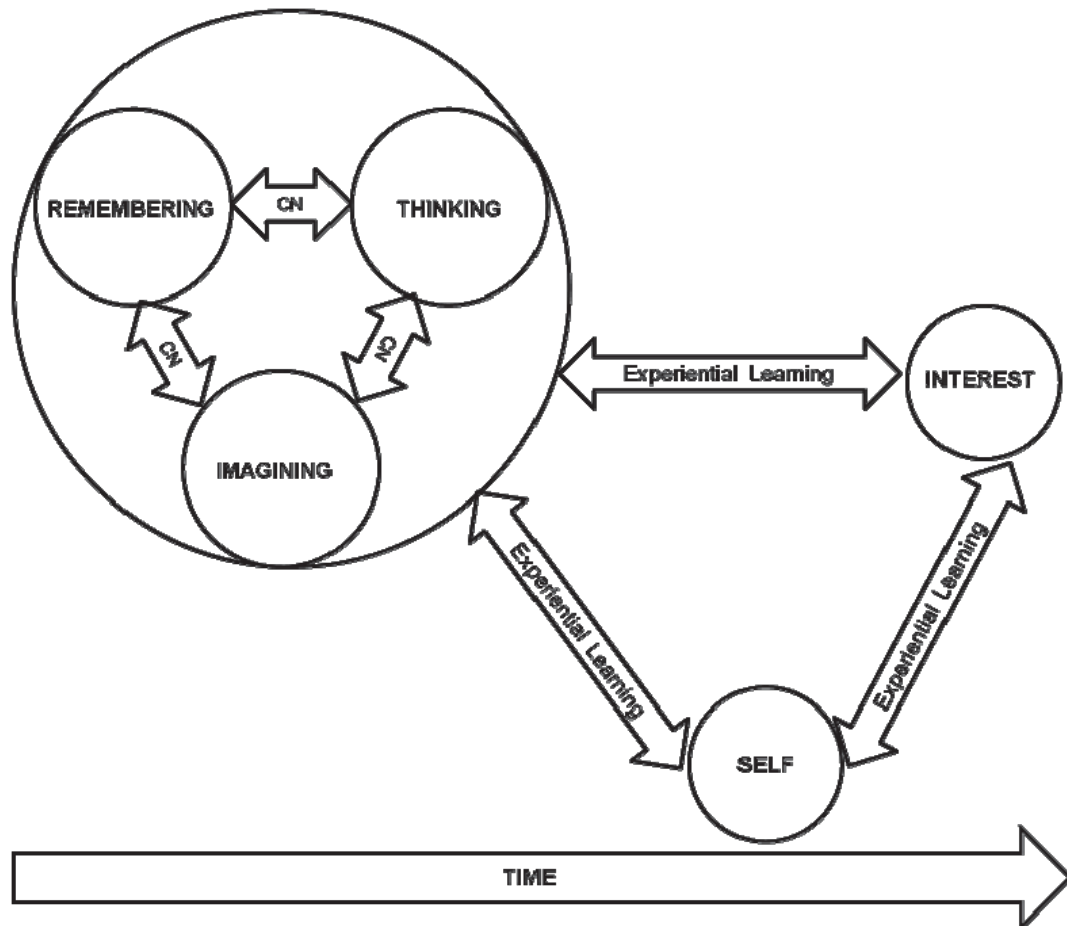 REMEMBERING
CN
THINKING
CN
CN
IMAGINING
Experiential Learning
INTEREST
Experiential Learning
Experiential Learning
SELF
TIME